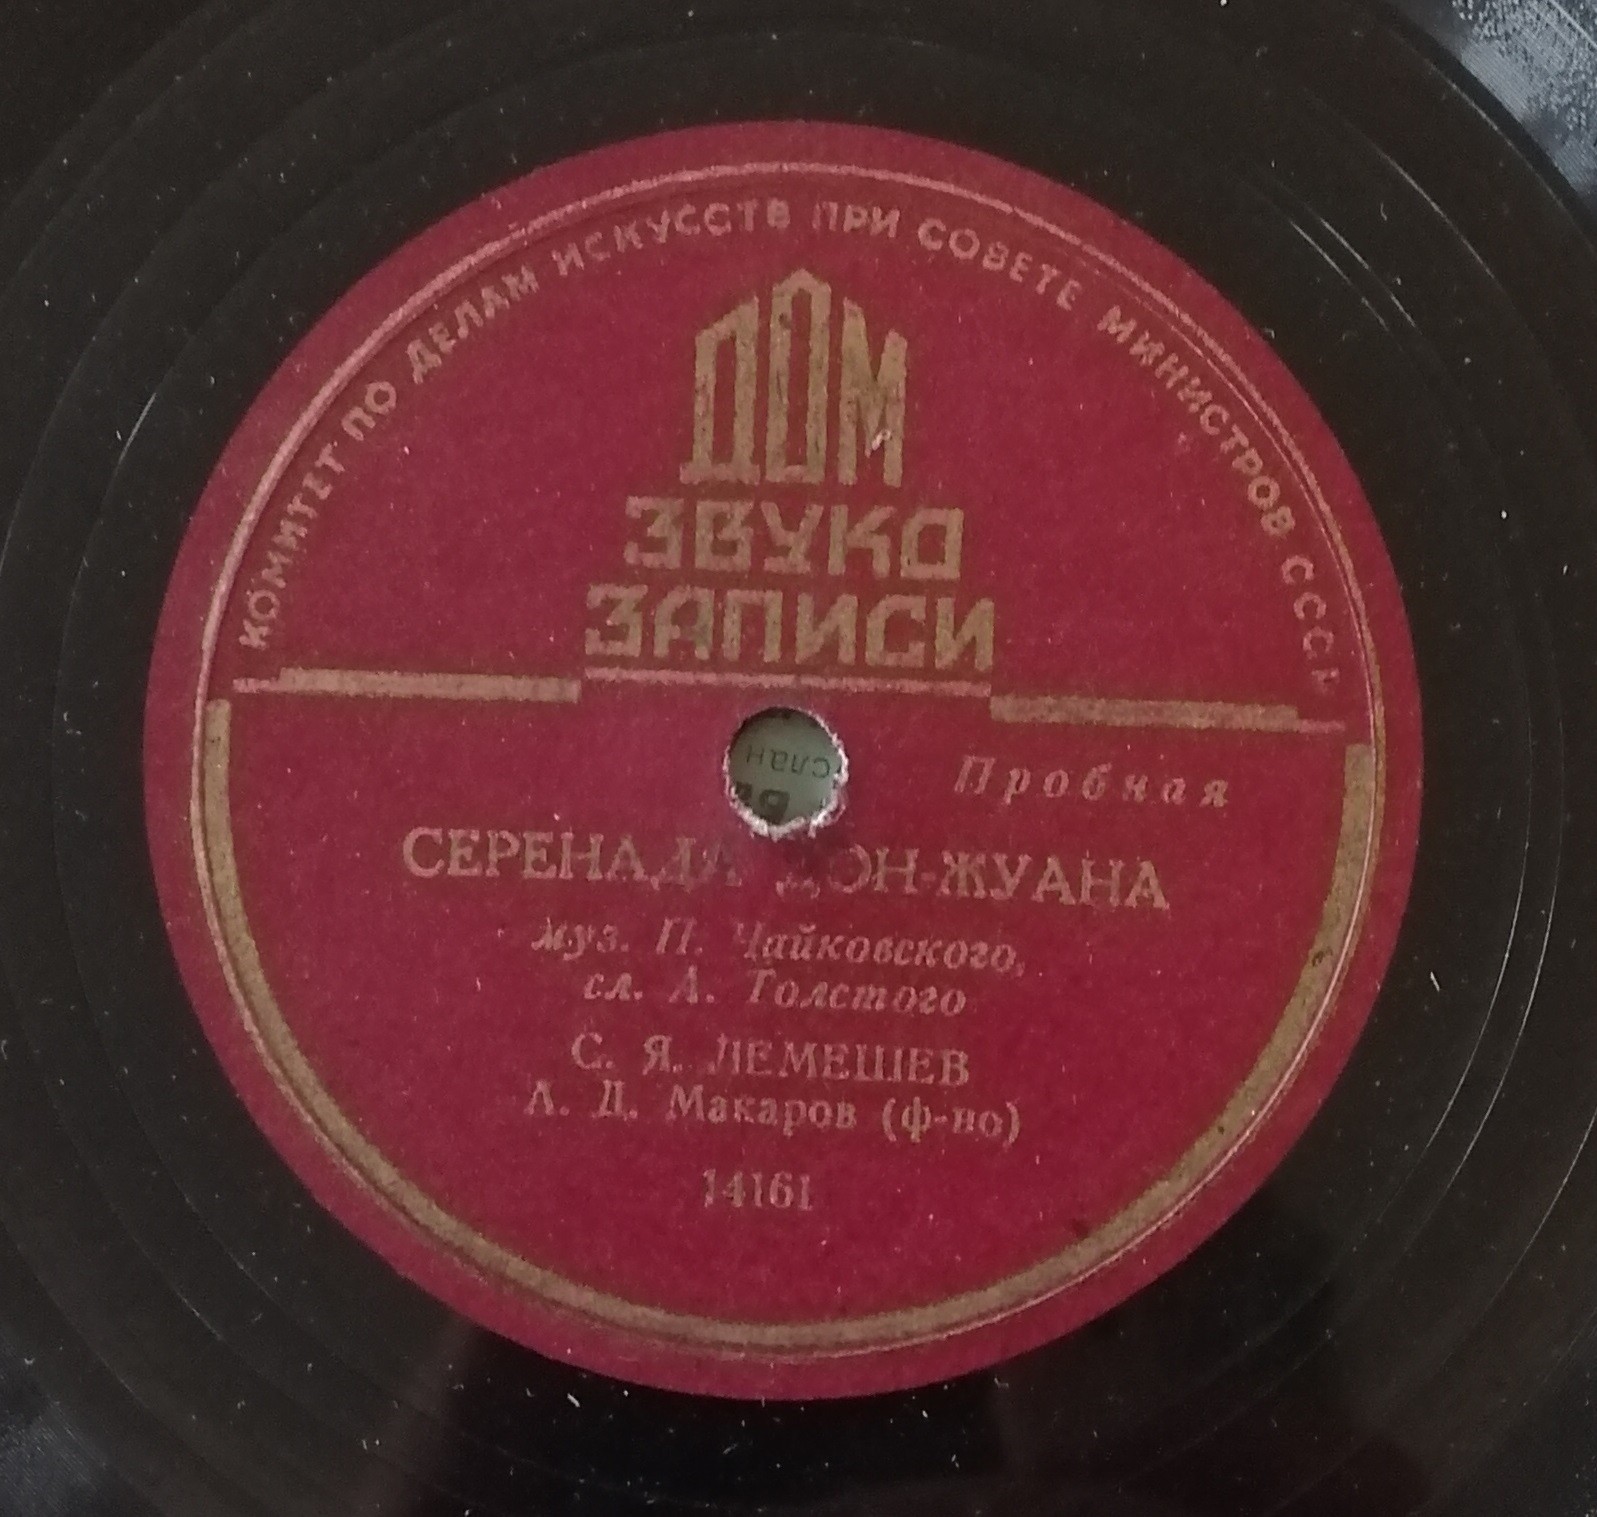 КОМИТЕТ ПО ДЕЛАМ ИСКУССТВ ПРИ СОВЕТЕ МИНИСТРОВ СССР
ДОМ
ЗВУКО
ЗАПИСИ
слан
Пробная
СЕРЕНАДА ДОН-ЖУАНА
муз. П. Чайковского,
сл. А. Толстого
С. Я. ЛЕМЕШЕВ
А. Д. Макаров (ф-но)
14161